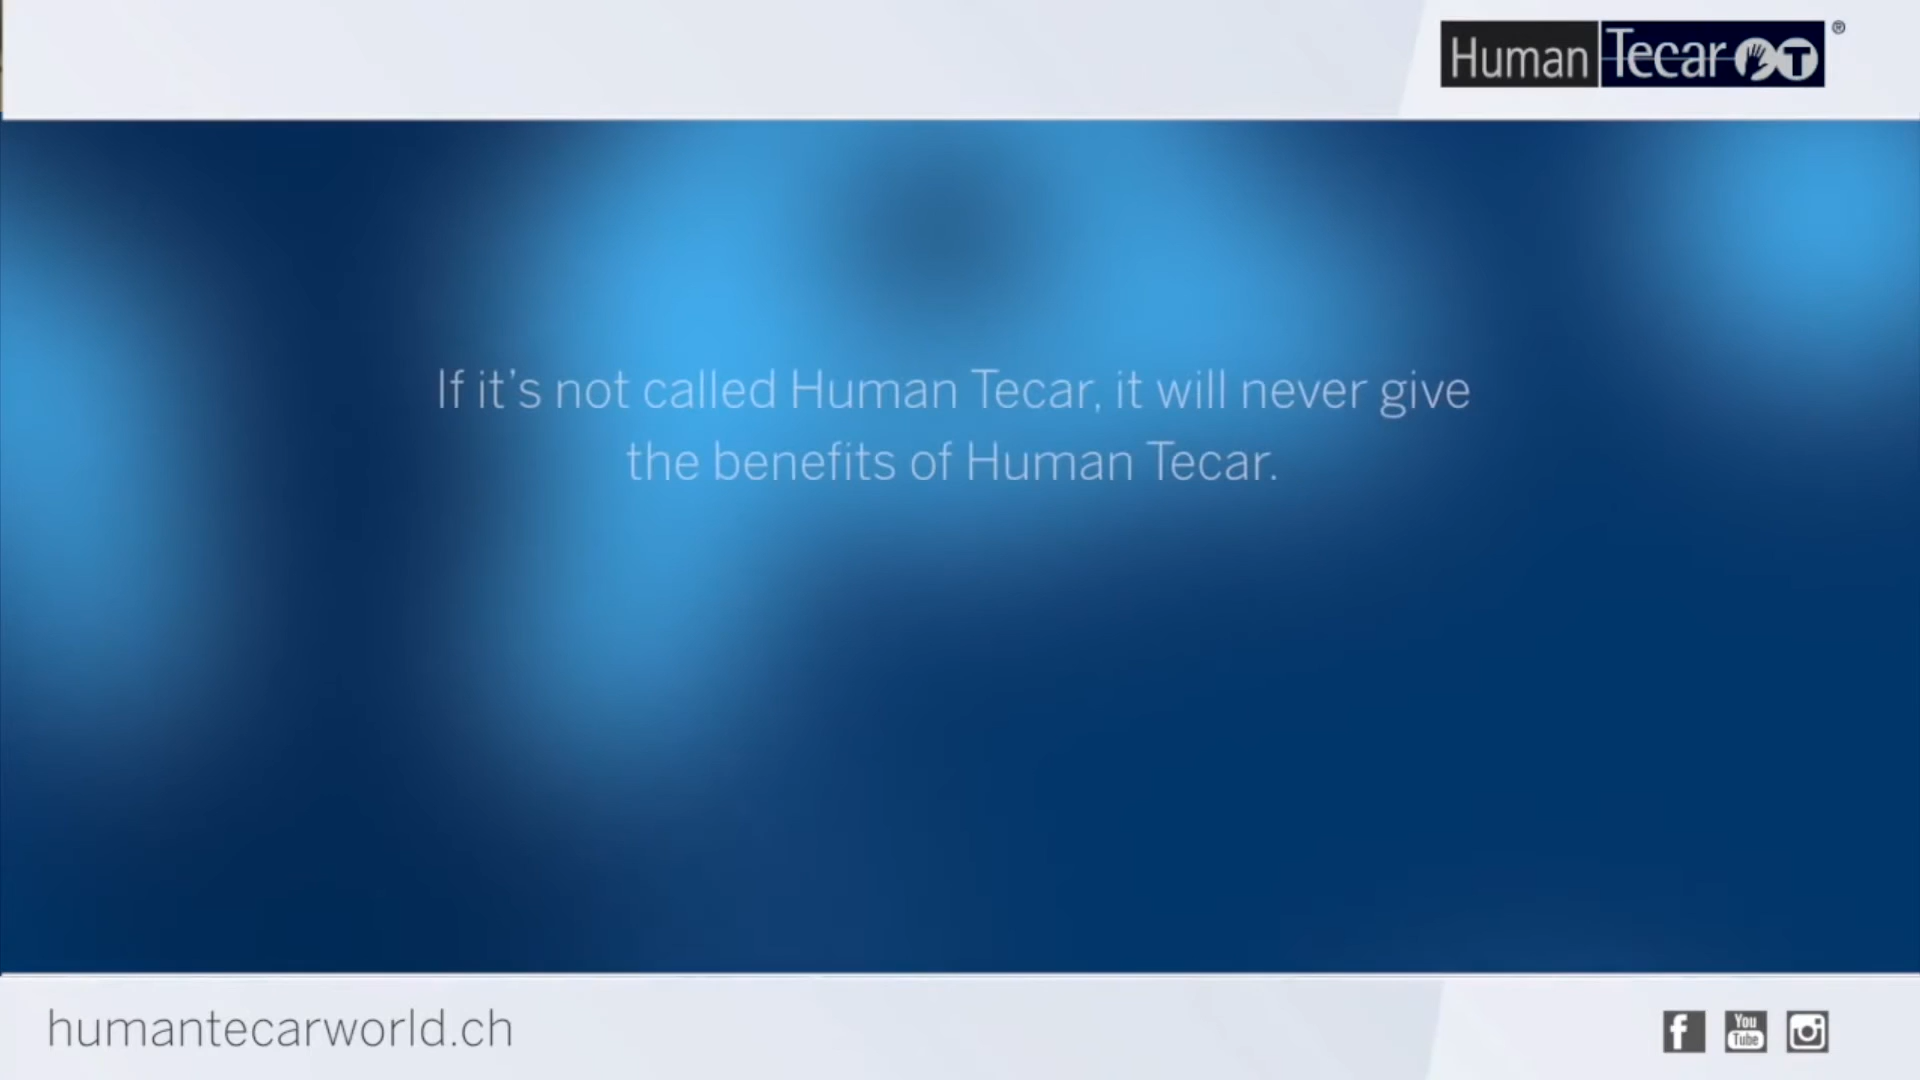 Human Tecar T ®
If it's not called Human Tecar, it will never give
the benefits of Human Tecar.
humantecarworld.ch
f You Tube